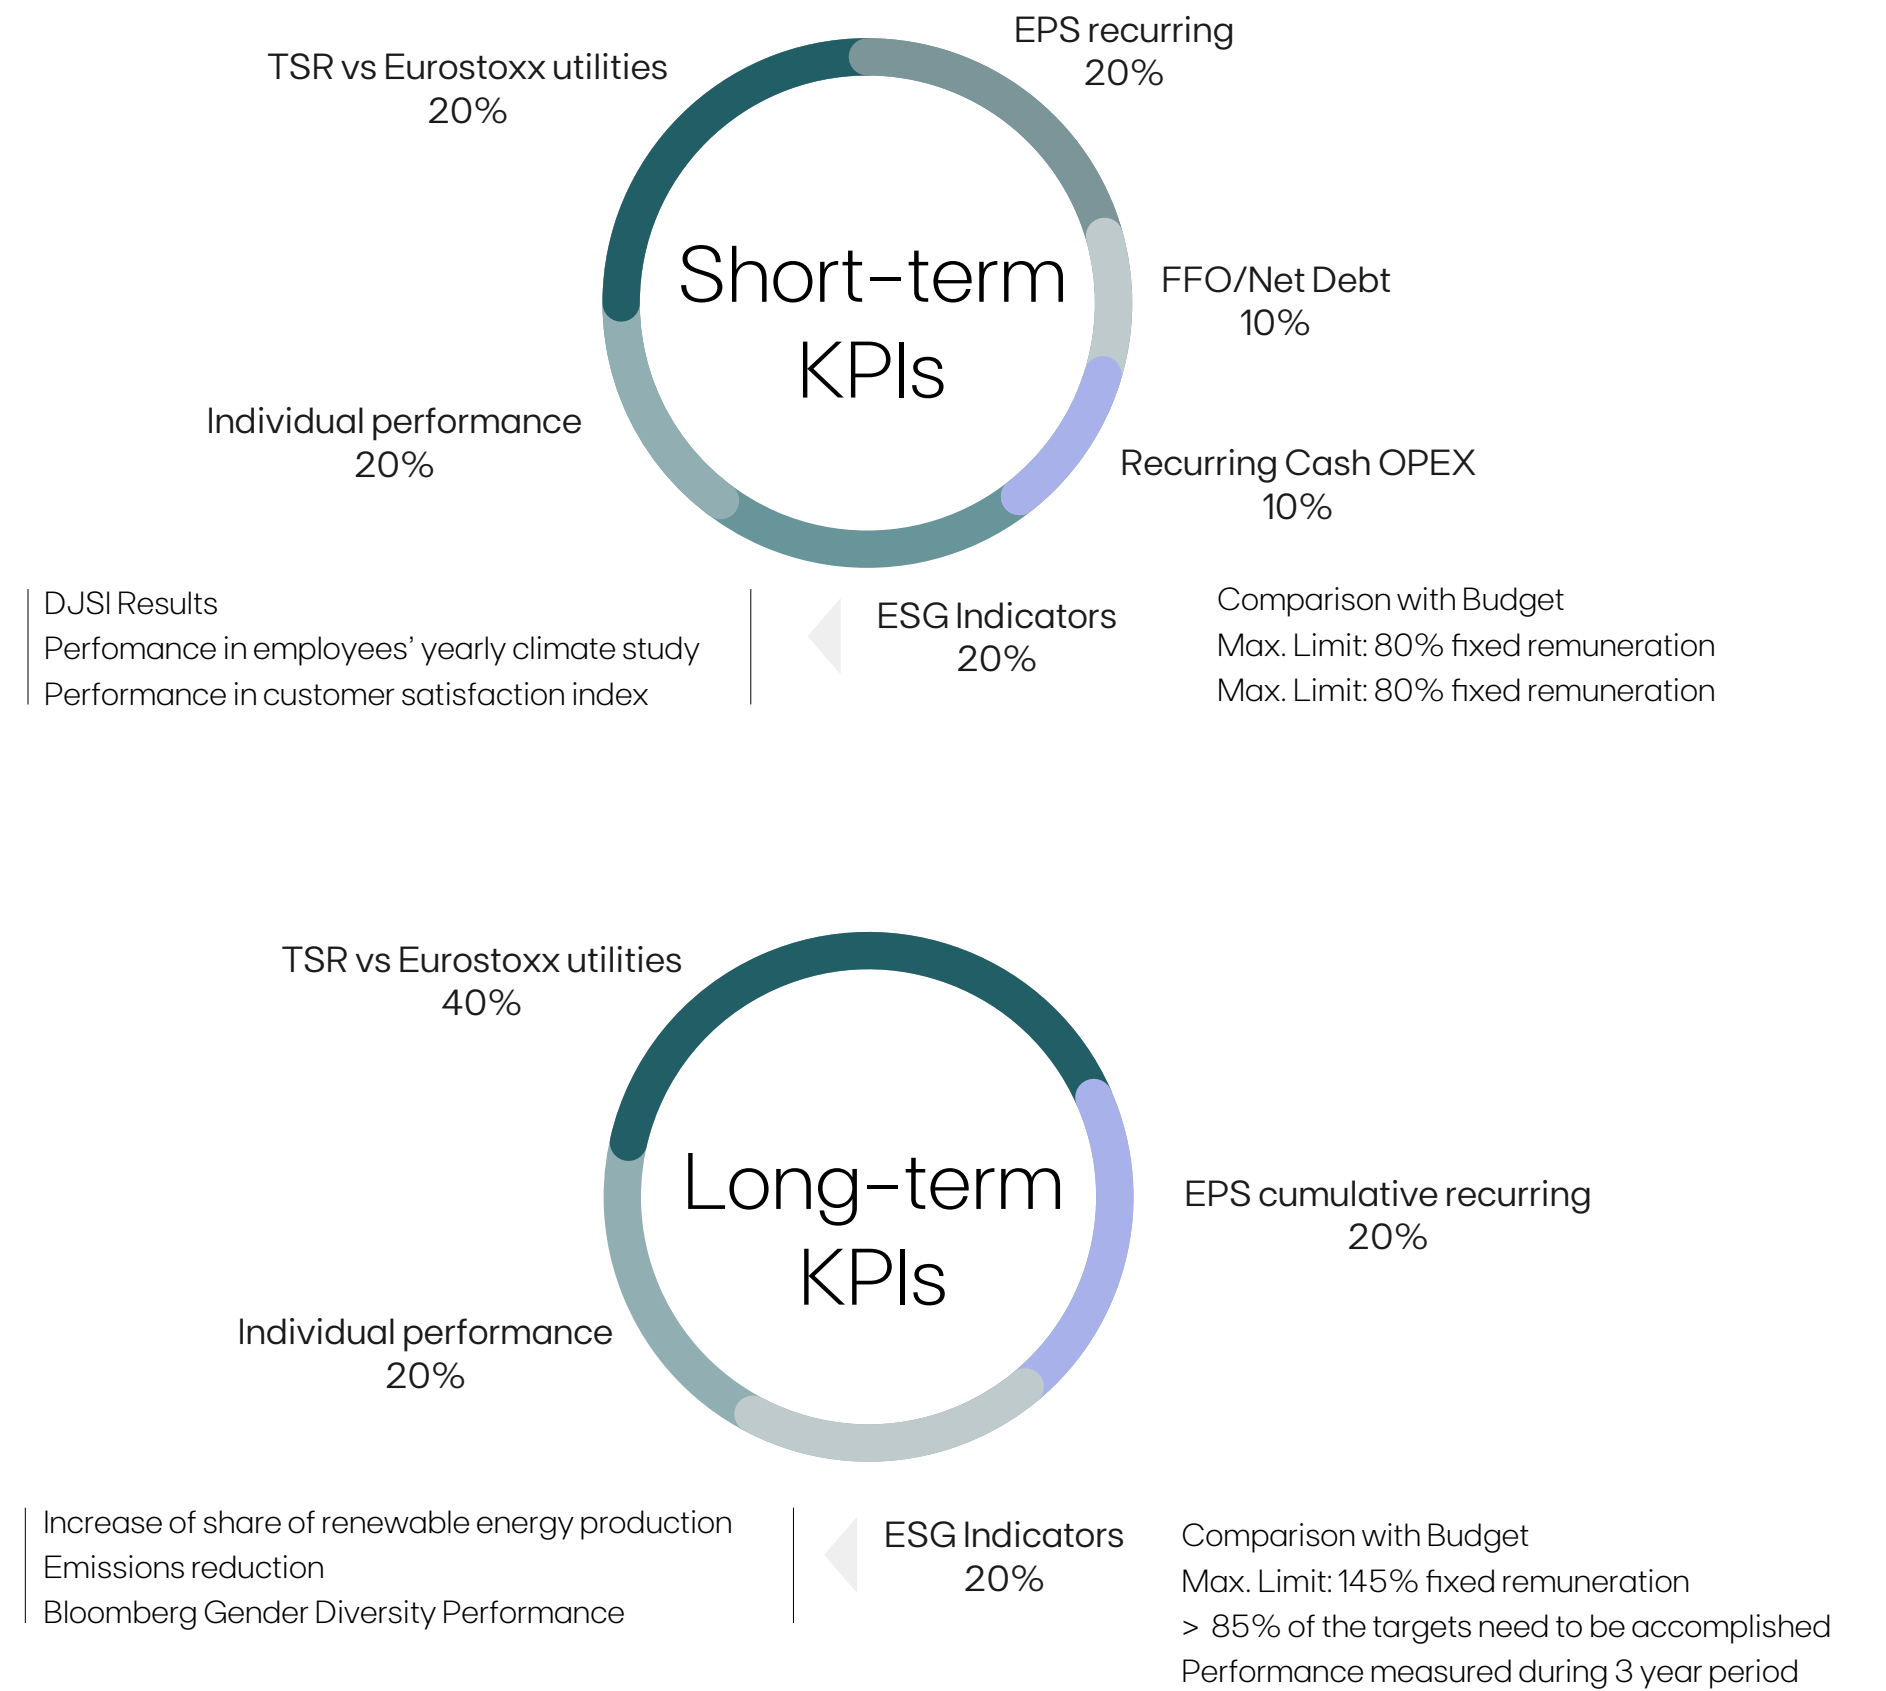 EPS recurring
20%
TSR vs Eurostoxx utilities
20%
Short-term
KPIs
FFO/Net Debt
10%
Individual performance
20%
Recurring Cash OPEX
10%
DJSI Results
Perfomance in employees’ yearly climate study
Performance in customer satisfaction index
ESG Indicators
20%
Comparison with Budget
Max. Limit: 80% fixed remuneration
Max. Limit: 80% fixed remuneration
TSR vs Eurostoxx utilities
40%
Long-term
KPIs
EPS cumulative recurring
20%
Individual performance
20%
Increase of share of renewable energy production
Emissions reduction
Bloomberg Gender Diversity Performance
ESG Indicators
20%
Comparison with Budget
Max. Limit: 145% fixed remuneration
> 85% of the targets need to be accomplished
Performance measured during 3 year period